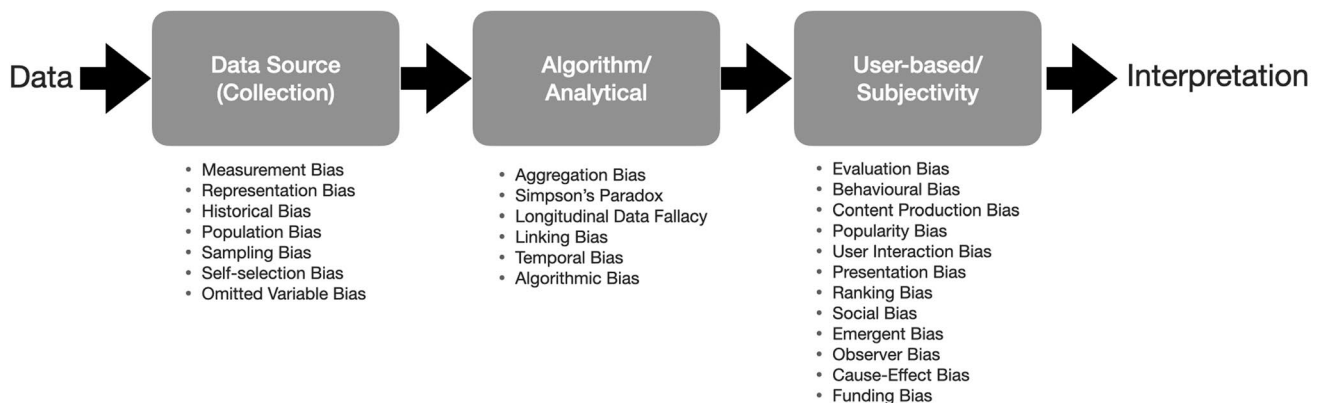 Data
Data Source
(Collection)
Algorithm/
Analytical
User-based/
Subjectivity
Interpretation
• Measurement Bias
• Representation Bias
• Historical Bias
• Population Bias
• Sampling Bias
• Self-selection Bias
• Omitted Variable Bias
• Aggregation Bias
• Simpson's Paradox
• Longitudinal Data Fallacy
• Linking Bias
• Temporal Bias
• Algorithmic Bias
• Evaluation Bias
• Behavioural Bias
• Content Production Bias
• Popularity Bias
• User Interaction Bias
• Presentation Bias
• Ranking Bias
• Social Bias
• Emergent Bias
• Observer Bias
• Cause-Effect Bias
• Funding Bias